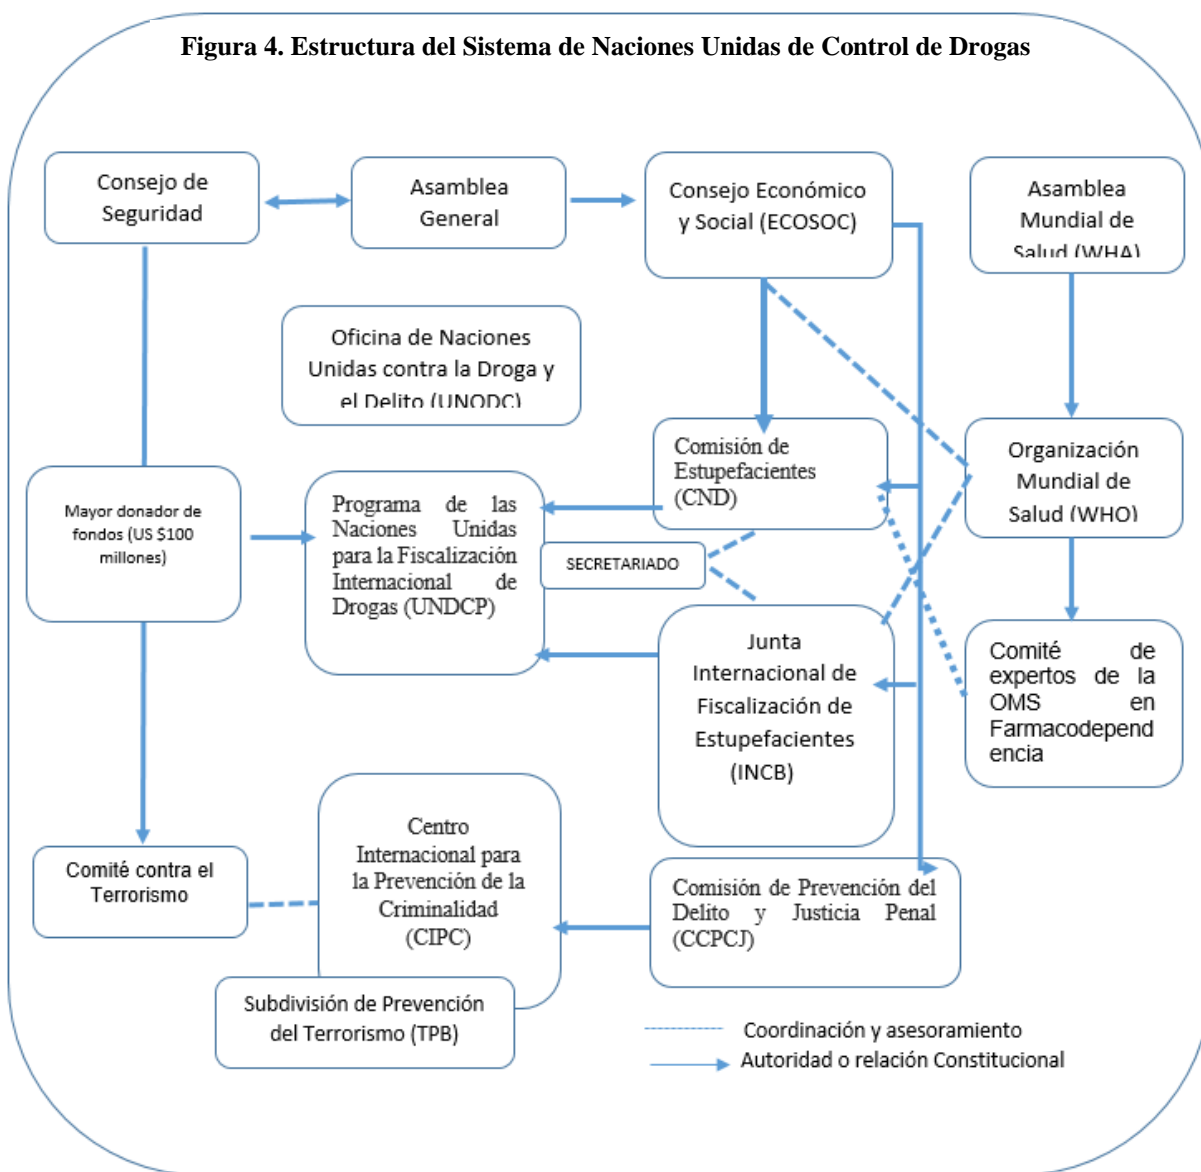 Figura 4. Estructura del Sistema de Naciones Unidas de Control de Drogas
Consejo de
Seguridad
Asamblea
General
Consejo Económico
y Social (ECOSOC)
Asamblea
Mundial de
Salud (WHA)
Oficina de Naciones
Unidas contra la Droga y
el Delito (UNODC)
Comisión de
Estupefacientes
(CND)
Organización
Mundial de
Salud (WHO)
Mayor donador de
fondos (US $100
millones)
Programa de las
Naciones Unidas
para la Fiscalización
Internacional de
Drogas (UNDCP)
SECRETARIADO
Junta
Internacional de
Fiscalización de
Estupefacientes
(INCB)
Comité de
expertos de la
OMS en
Farmacodepend
encia
Comité contra el
Terrorismo
Centro
Internacional para
la Prevención de la
Criminalidad
(CIPC)
Comisión de Prevención del
Delito y Justicia Penal
(CCPCJ)
Subdivisión de Prevención
del Terrorismo (TPB)
Coordinación y asesoramiento
Autoridad o relación Constitucional